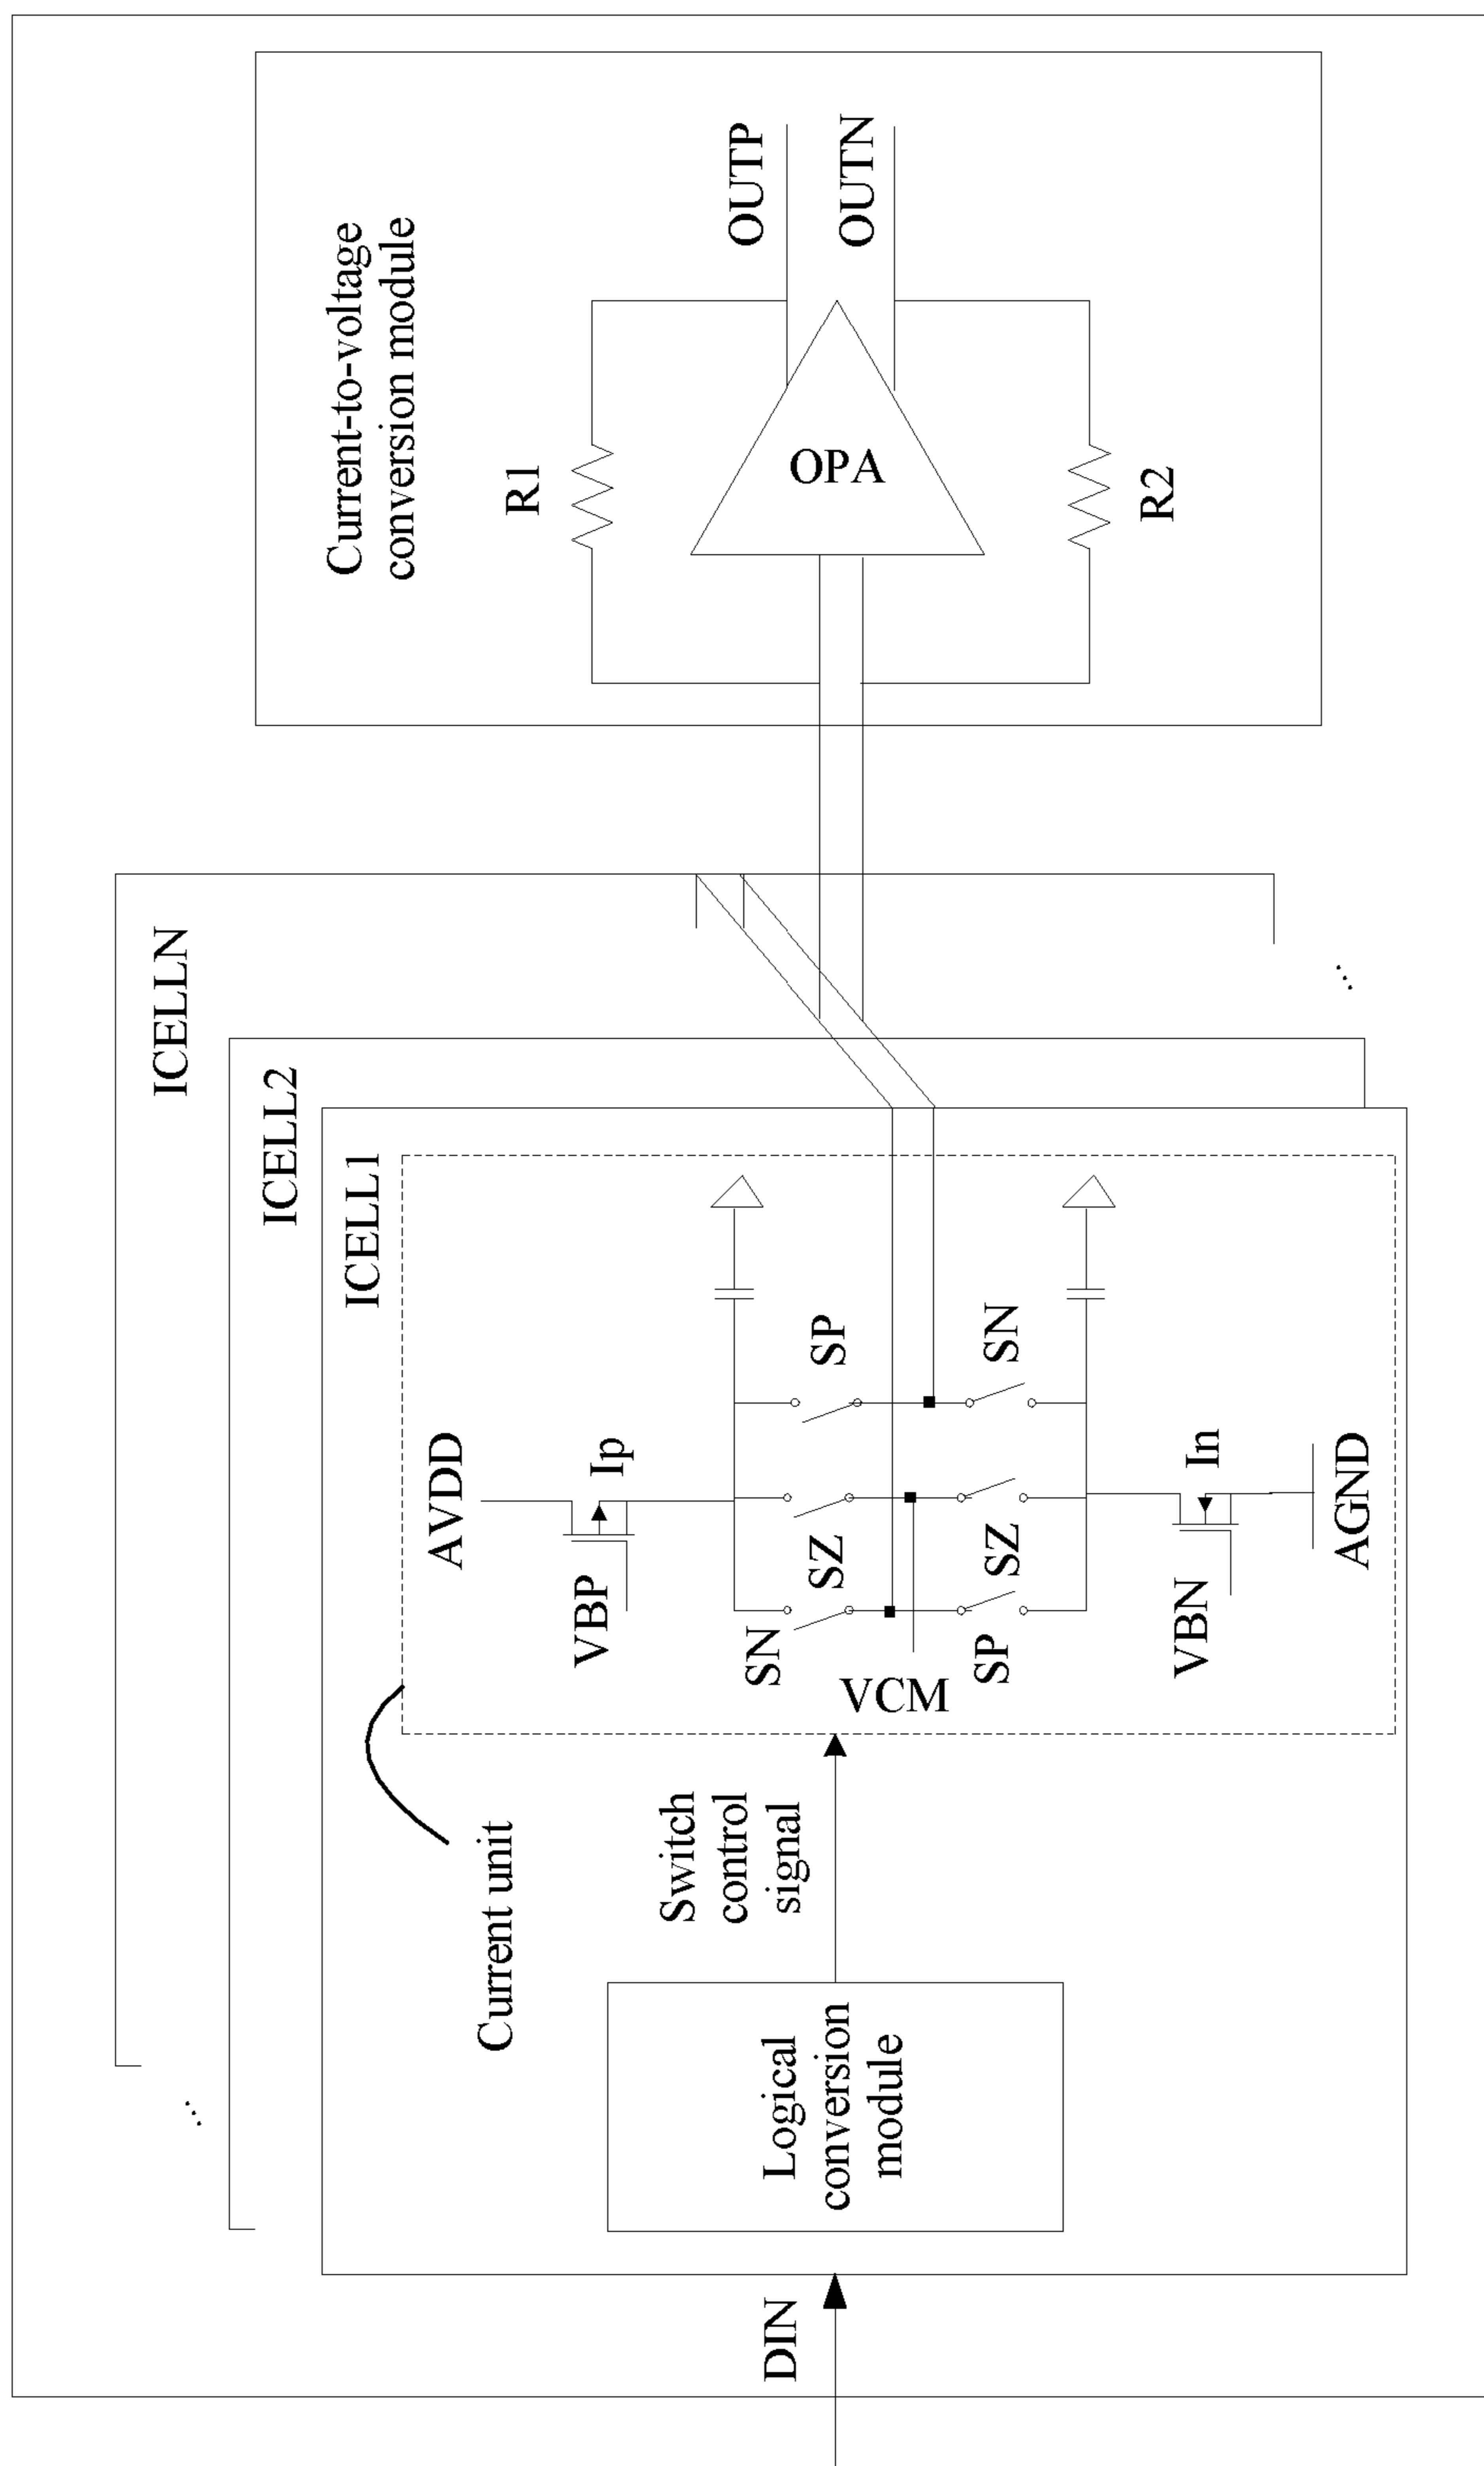 DIN
Logical
conversion
module
Switch
control
signal
Current unit
ICELL1
ICELL2
ICELLN
AVDD
VBP
Ip
SN
SZ
SP
VCM
SP
SZ
SN
VBN
In
AGND
...
...
Current-to-voltage
conversion module
R1
OPA
R2
OUTP
OUTN